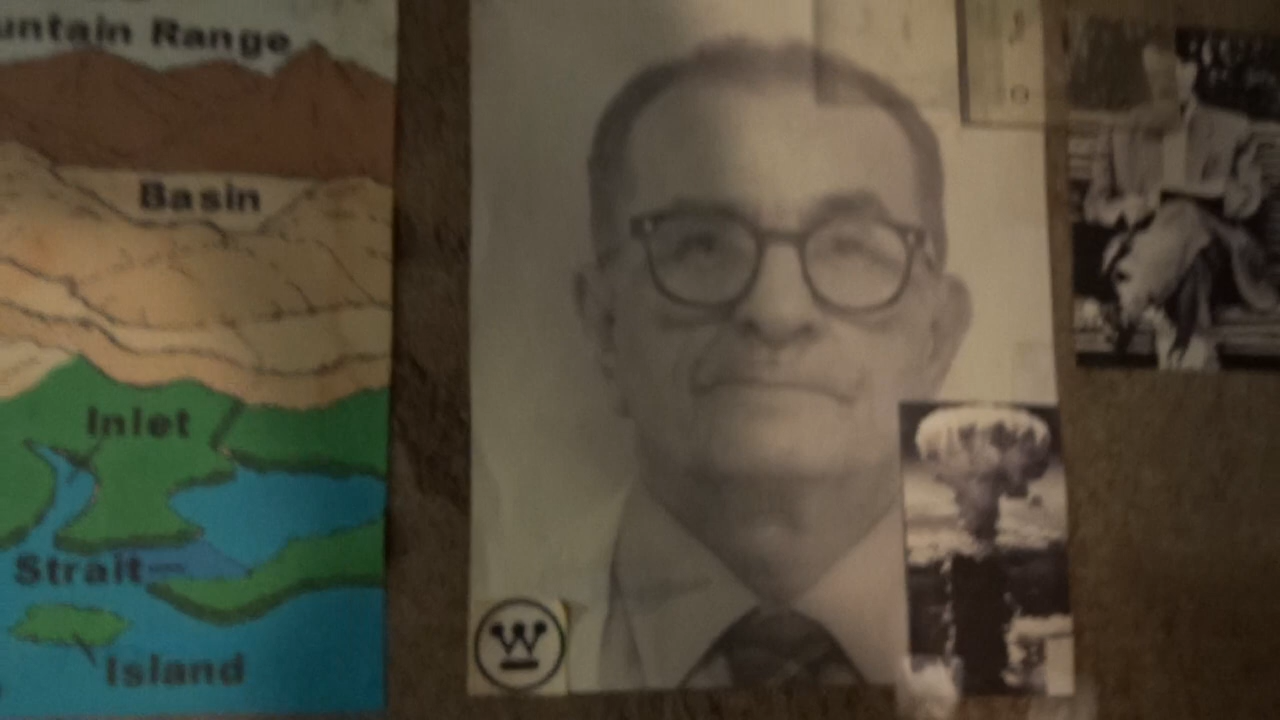 untain Range
Basin
Inlet
Strait
Island
W